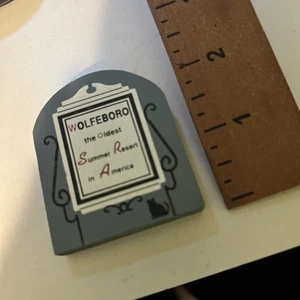 WOLFEBORO
the Oldest
Summer Resort
in America
2
1